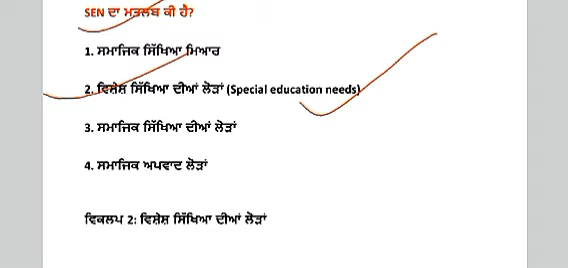 SEN ਦਾ ਮਤਲਬ ਕੀ ਹੈ?
1. ਸਮਾਜਿਕ ਸਿੱਖਿਆ ਮਿਆਰ
2. ਵਿਸ਼ੇਸ਼ ਸਿੱਖਿਆ ਦੀਆਂ ਲੋੜਾਂ (Special education needs)
3. ਸਮਾਜਿਕ ਸਿੱਖਿਆ ਦੀਆਂ ਲੋੜਾਂ
4. ਸਮਾਜਿਕ ਅਪਵਾਦ ਲੋੜਾਂ
ਵਿਕਲਪ 2: ਵਿਸ਼ੇਸ਼ ਸਿੱਖਿਆ ਦੀਆਂ ਲੋੜਾਂ